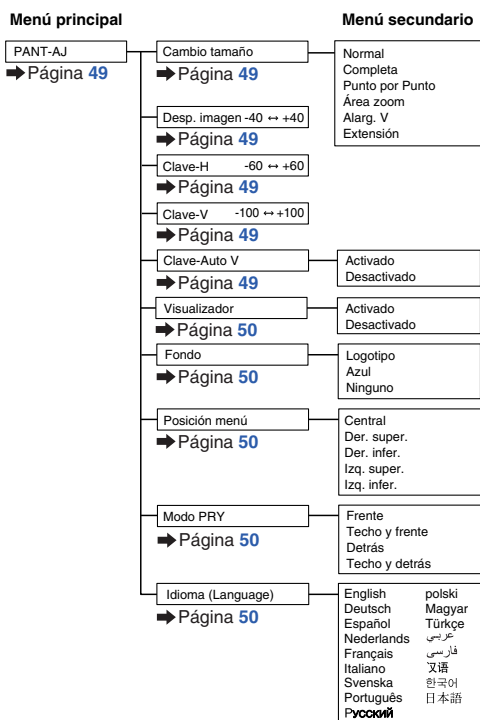 Menú principal
Menú secundario
PANT-AJ
➡Página 49
Cambio tamaño
➡Página 49
Normal
Completa
Punto por Punto
Área zoom
Alarg. V
Extensión
Desp. imagen -40 ↔ +40
➡Página 49
Clave-H -60 ↔ +60
➡Página 49
Clave-V -100 ↔ +100
➡Página 49
Clave-Auto V
➡Página 49
Activado
Desactivado
Visualizador
➡Página 50
Activado
Desactivado
Fondo
➡Página 50
Logotipo
Azul
Ninguno
Posición menú
➡Página 50
Central
Der. super.
Der. infer.
Izq. super.
Izq. infer.
Modo PRY
➡Página 50
Frente
Techo y frente
Detrás
Techo y detrás
Idioma (Language)
➡Página 50
English
Deutsch
Español
Nederlands
Français
Italiano
Svenska
Português
Русский
polski
Magyar
Türkçe
عربي
فارسی
汉语
한국어
日本語